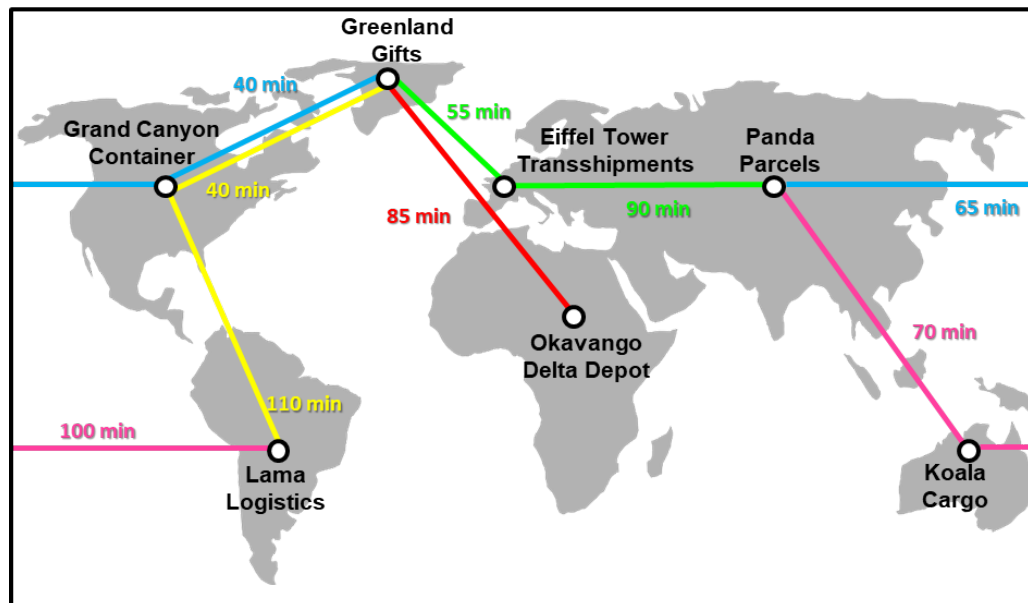 Greenland
Gifts
40 min
Grand Canyon
Container
55 min
Eiffel Tower
Transshipments
Panda
Parcels
40 min
85 min
90 min
65 min
Okavango
Delta Depot
70 min
110 min
100 min
Lama
Logistics
Koala
Cargo